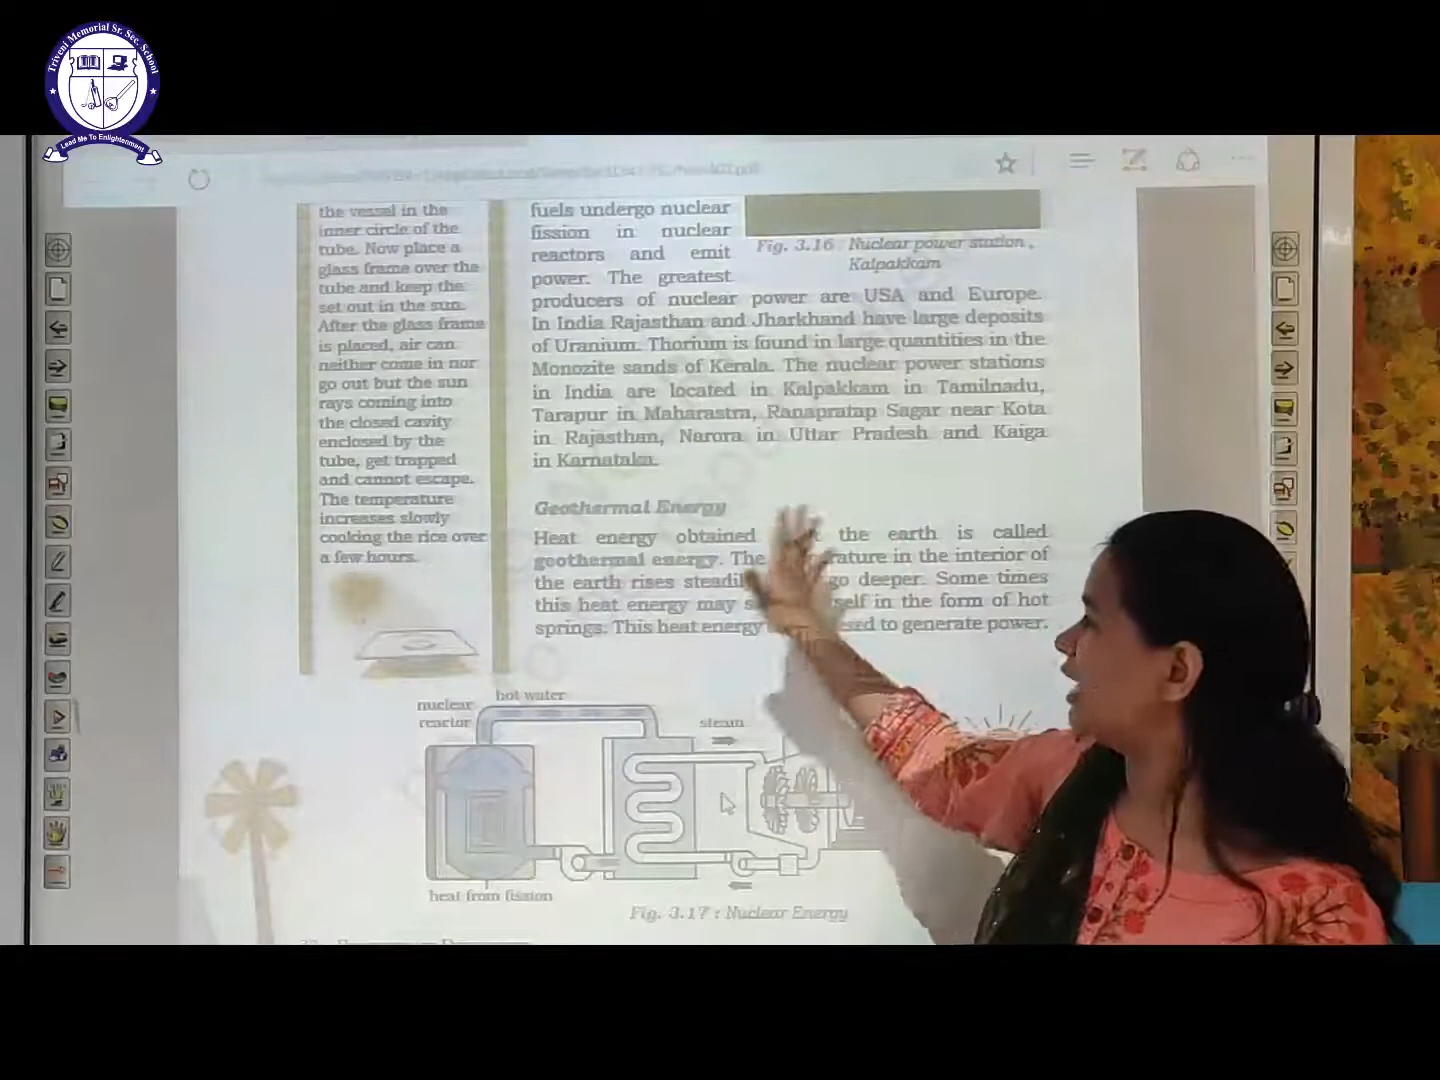 Triveni Memorial Sr. Sec. School
Lead Me To Enlightenment
the vessel in the
inner circle of the
tube. Now place a
glass frame over the
tube and keep the
set out in the sun.
After the glass frame
is placed, air can
neither come in nor
go out but the sun
rays coming into
the closed cavity
enclosed by the
tube, get trapped
and cannot escape.
The temperature
increases slowly
cooking the rice over
a few hours.
fuels undergo nuclear
fission in nuclear
reactors and emit
power. The greatest
producers of nuclear power are USA and Europe.
In India Rajasthan and Jharkhand have large deposits
of Uranium. Thorium is found in large quantities in the
Monozite sands of Kerala. The nuclear power stations
in India are located in Kalpakkam in Tamilnadu,
Tarapur in Maharastra, Ranapratap Sagar near Kota
in Rajasthan, Narora in Uttar Pradesh and Kaiga
in Karnataka.
Fig. 3.16 : Nuclear power station,
Kalpakkam
Geothermal Energy
Heat energy obtained the earth is called
geothermal energy. The in the interior of
the earth rises go deeper. Some times
this heat energy may in the form of hot
springs. This heat energy to generate power.
nuclear
reactor
hot water
steam
heat from fission
Fig. 3.17 : Nuclear Energy